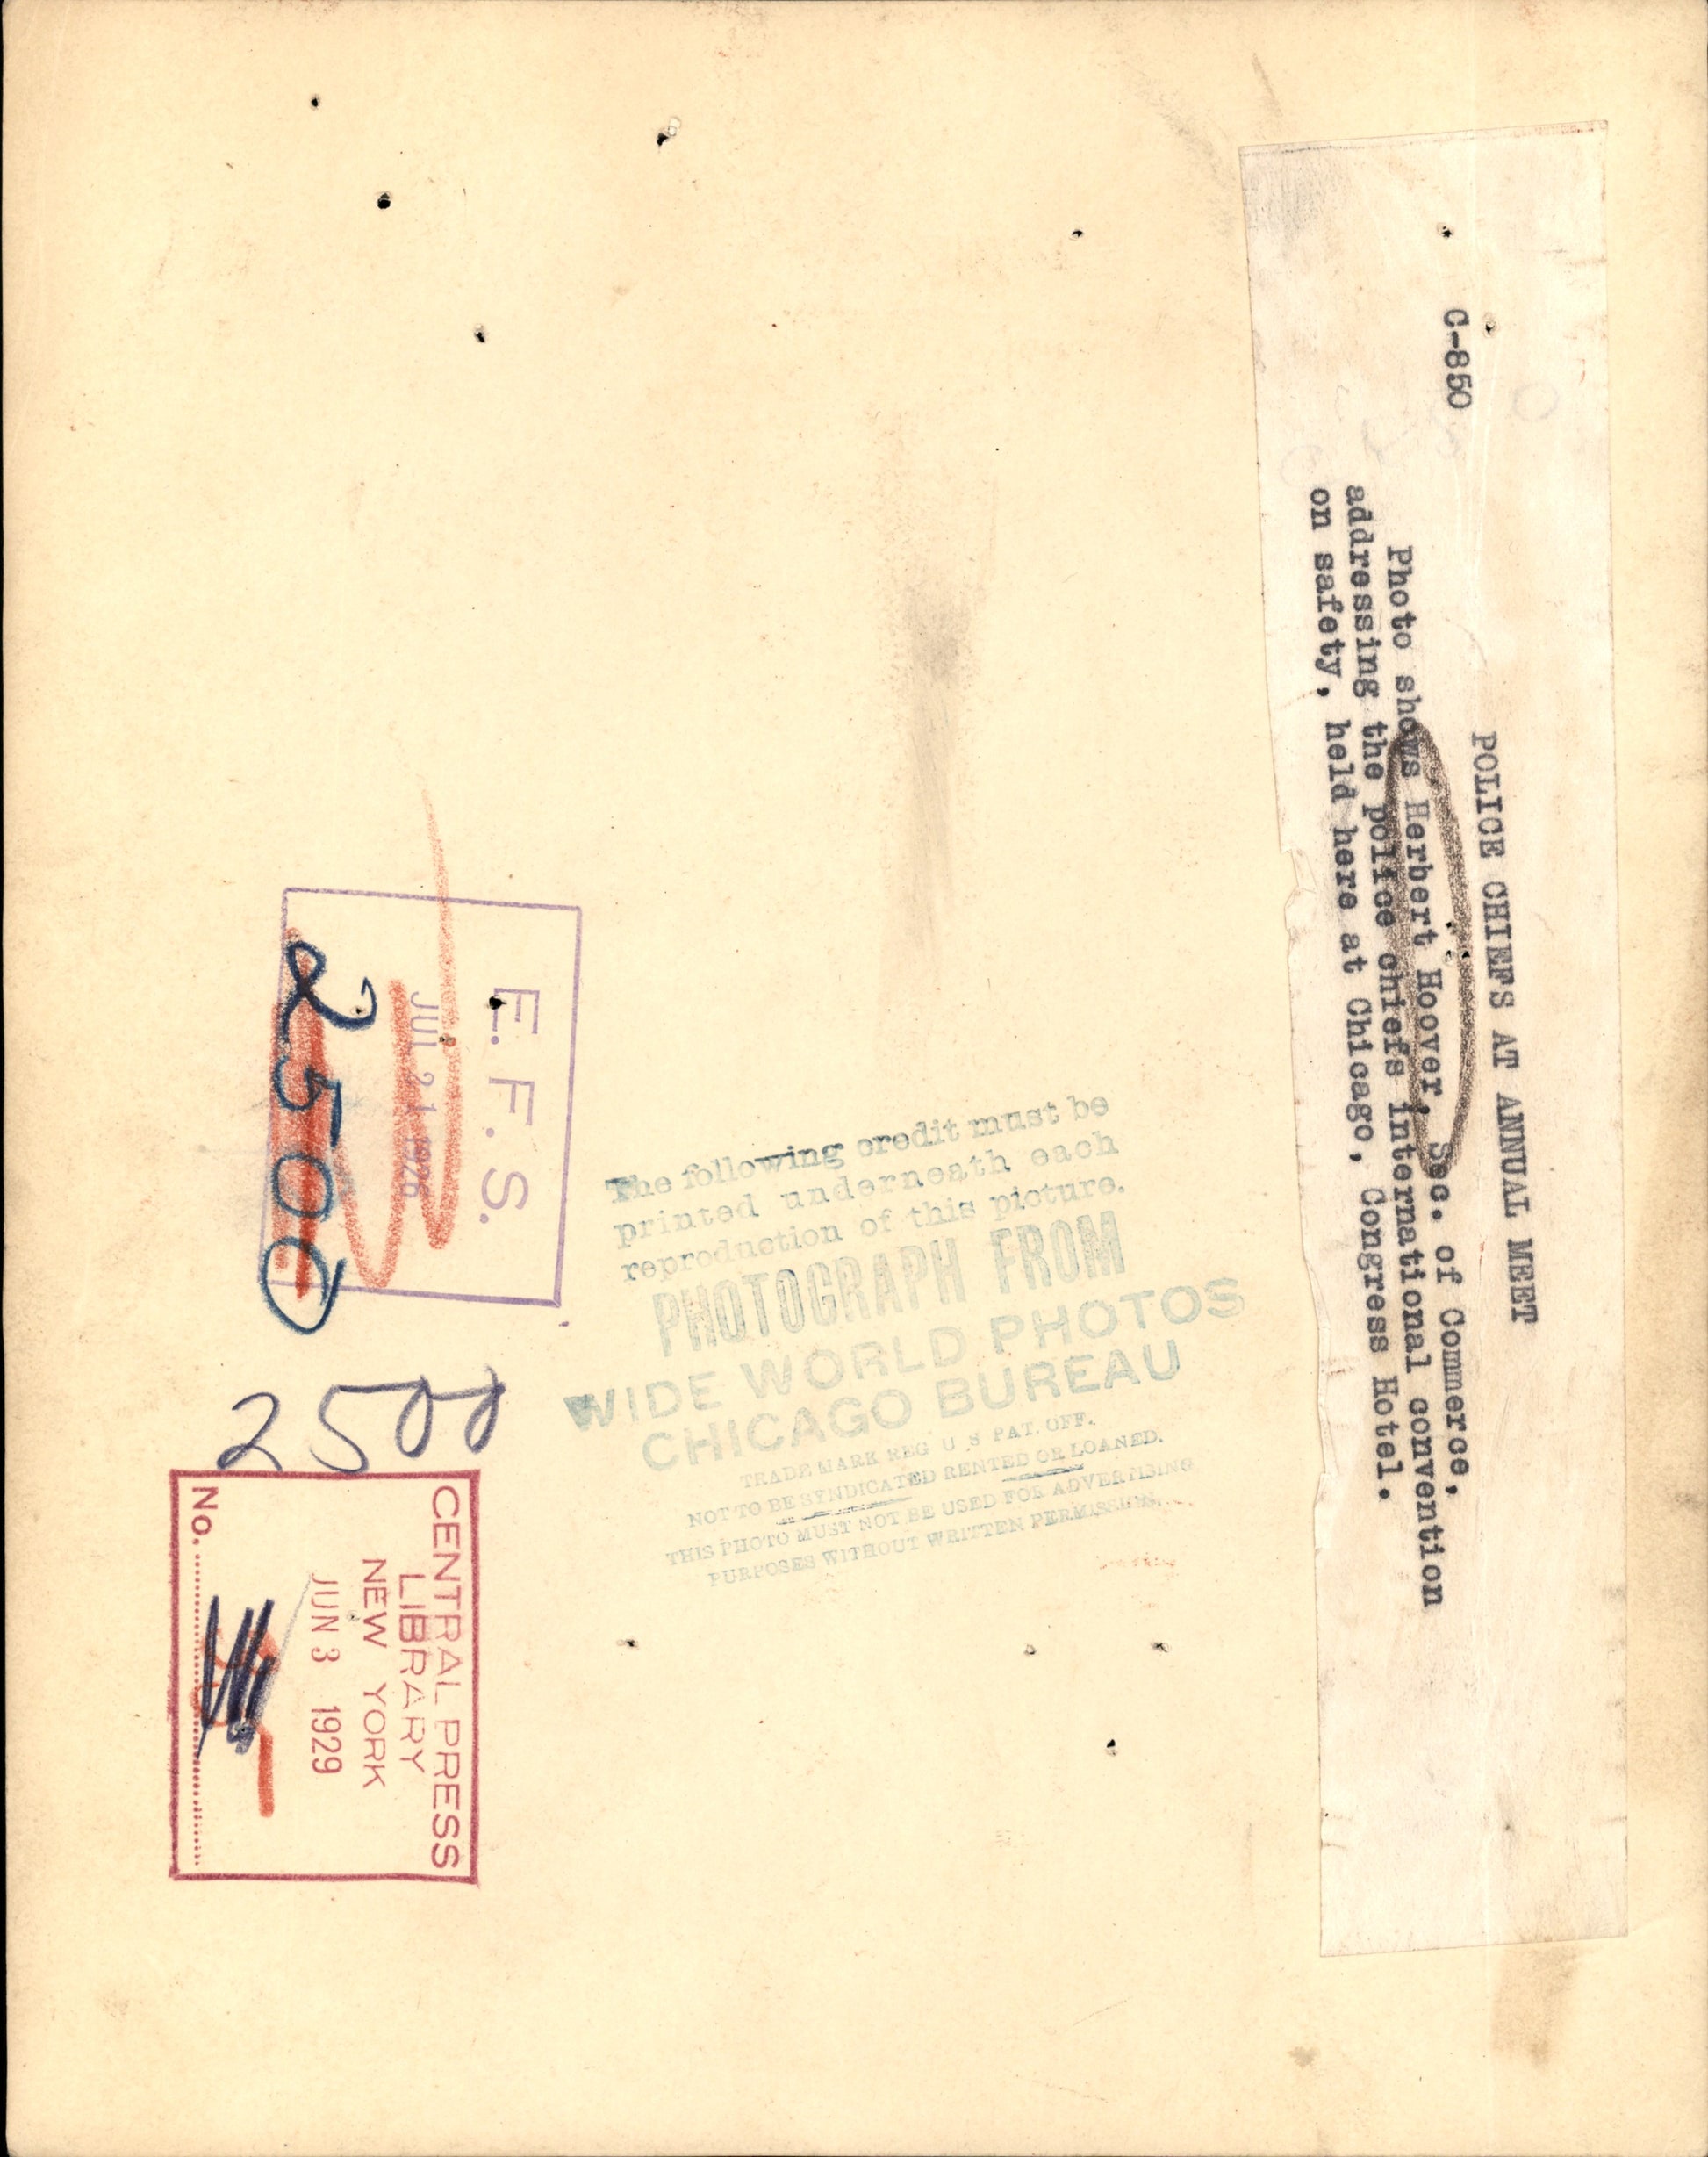 C-850
POLICE CHIEFS AT ANNUAL MEET
Photo shows Herbert Hoover, Sec. of Commerce,
addressing the police chiefs international convention
on safety, held here at Chicago, Congress Hotel.
The following credit must be
printed underneath each
reproduction of this picture.
PHOTOGRAPH FROM
WIDE WORLD PHOTOS
CHICAGO BUREAU
TRADE MARK REG U S PAT. OFF.
NOT TO BE SYNDICATED RENTED OR LOANED.
THIS PHOTO MUST NOT BE USED FOR ADVERTISING
PURPOSES WITHOUT WRITTEN PERMISSION.
E. F. S.
JUL 21 1926
2500
2500
CENTRAL PRESS
LIBRARY
NEW YORK
JUN 3 1929
No.